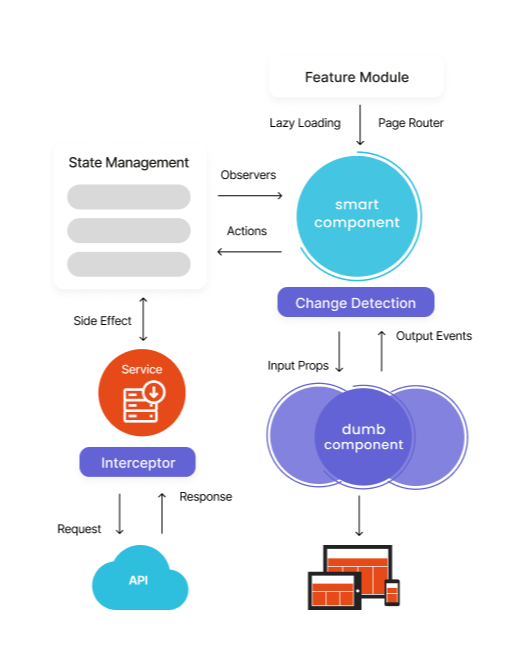 Feature Module
Lazy Loading
Page Router
State Management
Observers
smart
component
Actions
Change Detection
Side Effect
Output Events
Input Props
Service
dumb
component
Interceptor
Response
Request
API